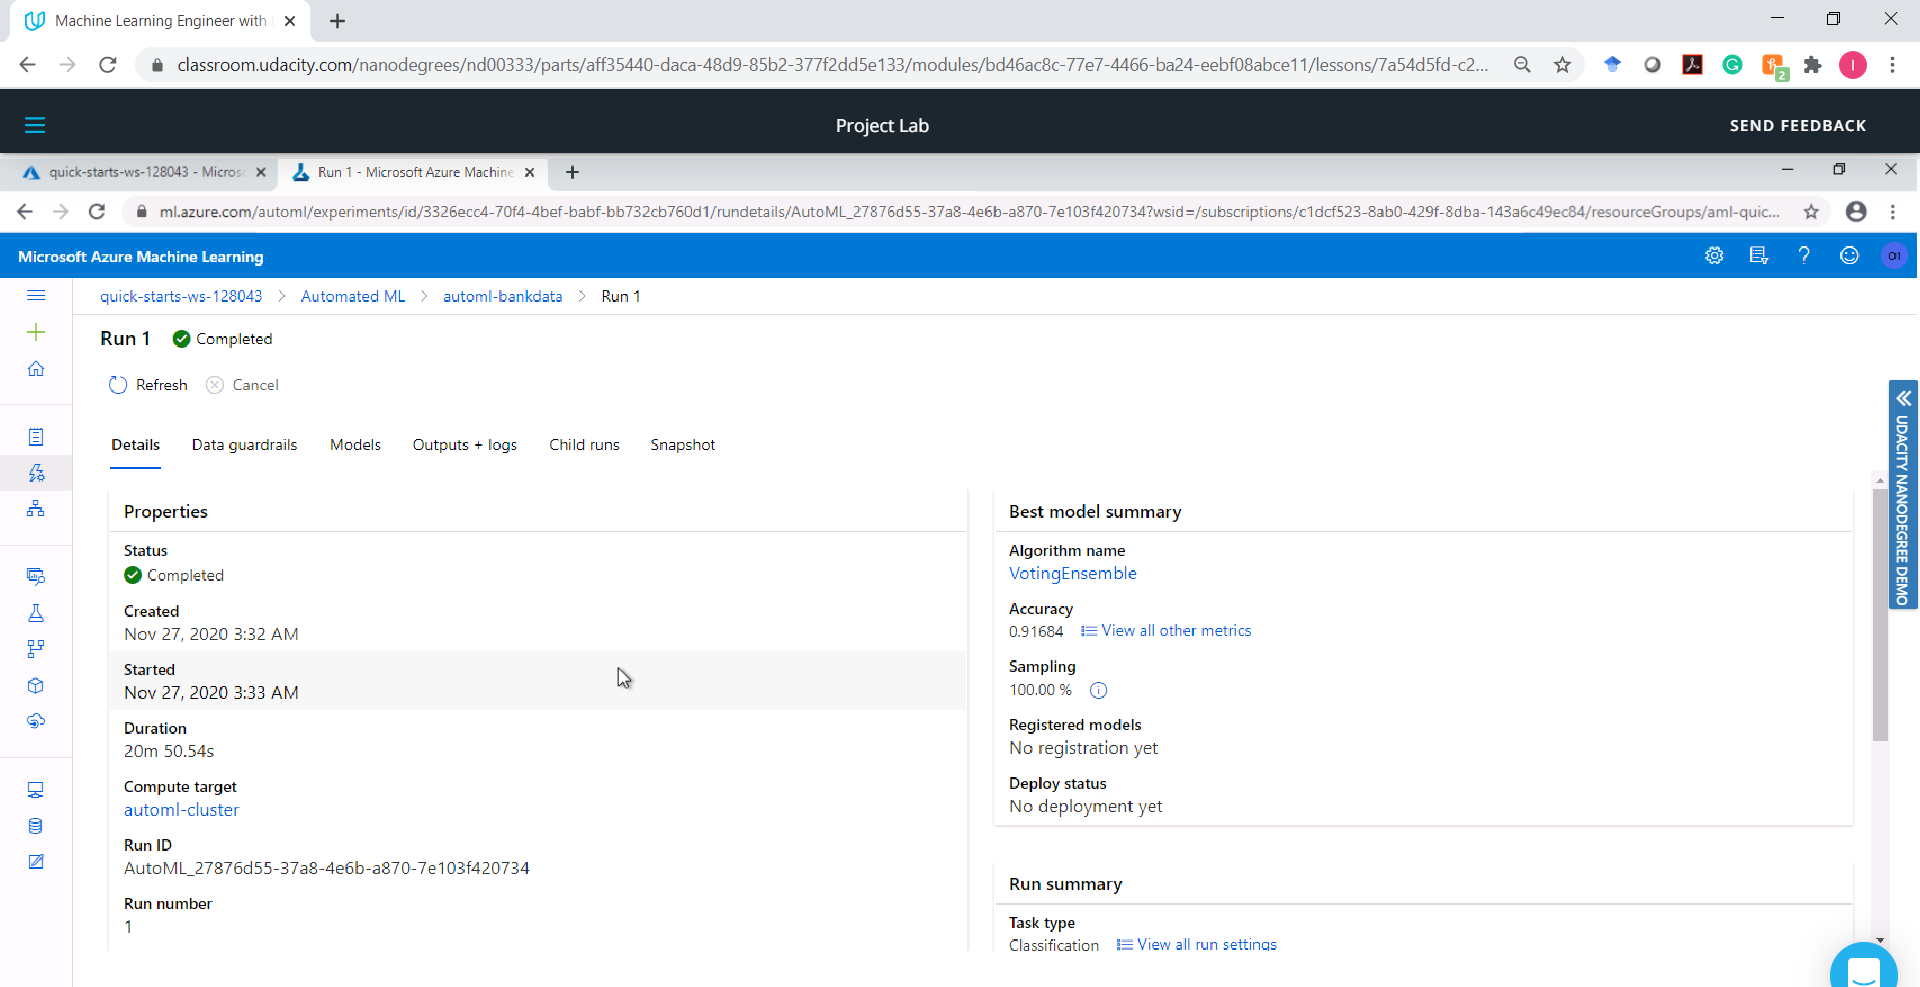 Machine Learning Engineer with
classroom.udacity.com/nanodegrees/nd00333/parts/aff35440-daca-48d9-85b2-377f2dd5e133/modules/bd46ac8c-77e7-4466-ba24-eebf08abce11/lessons/7a54d5fd-c2...
2
I
Project Lab
SEND FEEDBACK
quick-starts-ws-128043 - Micros
Run 1 - Microsoft Azure Machine
ml.azure.com/automl/experiments/id/3326ecc4-70f4-4bef-babf-bb732cb760d1/rundetails/AutoML_27876d55-37a8-4e6b-a870-7e103f420734?wsid=/subscriptions/c1dcf523-8ab0-429f-8dba-143a6c49ec84/resourceGroups/aml-quic...
Microsoft Azure Machine Learning
O1
quick-starts-ws-128043 > Automated ML > automl-bankdata > Run 1
Run 1 Completed
Refresh Cancel
Details Data guardrails Models Outputs + logs Child runs Snapshot
Properties
Status
Completed
Created
Nov 27, 2020 3:32 AM
Started
Nov 27, 2020 3:33 AM
Duration
20m 50.54s
Compute target
automl-cluster
Run ID
AutoML_27876d55-37a8-4e6b-a870-7e103f420734
Run number
1
Best model summary
Algorithm name
VotingEnsemble
Accuracy
0.91684 View all other metrics
Sampling
100.00 %
Registered models
No registration yet
Deploy status
No deployment yet
Run summary
Task type
Classification View all run settings
UDACITY NANODEGREE DEMO